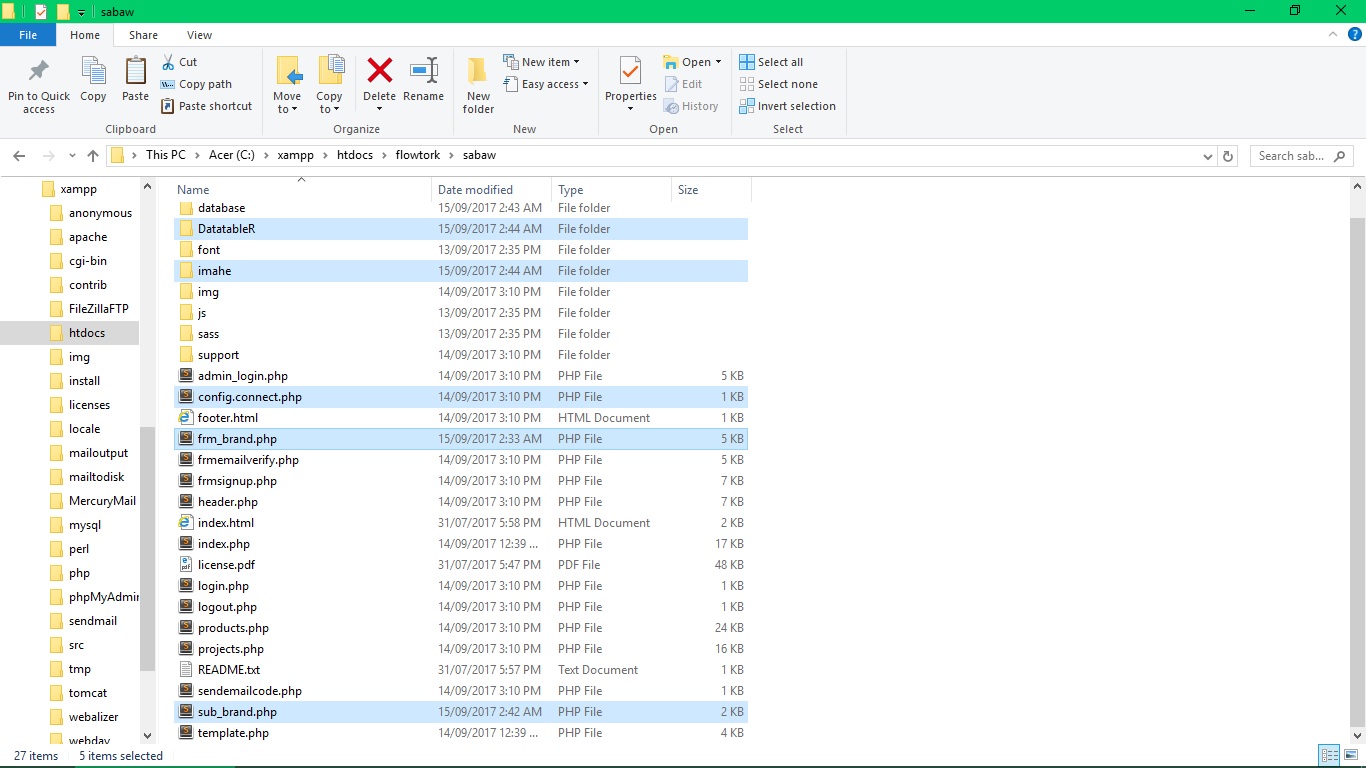 sabaw
File Home Share View
Pin to Quick access
Copy
Paste
Cut
Copy path
Paste shortcut
Clipboard
Move to
Copy to
Delete
Rename
Organize
New folder
New item
Easy access
New
Properties
Open
Edit
History
Open
Select all
Select none
Invert selection
Select
This PC Acer (C:) xampp htdocs flowtork sabaw
Search sab...
xampp
anonymous
apache
cgi-bin
contrib
FileZillaFTP
htdocs
img
install
licenses
locale
mailoutput
mailtodisk
MercuryMail
mysql
perl
php
phpMyAdmin
sendmail
src
tmp
tomcat
webalizer
webdav
Name Date modified Type Size
database 15/09/2017 2:43 AM File folder
DatatableR 15/09/2017 2:44 AM File folder
font 13/09/2017 2:35 PM File folder
imahe 15/09/2017 2:44 AM File folder
img 14/09/2017 3:10 PM File folder
js 13/09/2017 2:35 PM File folder
sass 13/09/2017 2:35 PM File folder
support 14/09/2017 3:10 PM File folder
admin_login.php 14/09/2017 3:10 PM PHP File 5 KB
config.connect.php 14/09/2017 3:10 PM PHP File 1 KB
footer.html 14/09/2017 3:10 PM HTML Document 1 KB
frm_brand.php 15/09/2017 2:33 AM PHP File 5 KB
frmemailverify.php 14/09/2017 3:10 PM PHP File 5 KB
frmsignup.php 14/09/2017 3:10 PM PHP File 7 KB
header.php 14/09/2017 3:10 PM PHP File 7 KB
index.html 31/07/2017 5:58 PM HTML Document 2 KB
index.php 14/09/2017 12:39 ... PHP File 17 KB
license.pdf 31/07/2017 5:47 PM PDF File 48 KB
login.php 14/09/2017 3:10 PM PHP File 1 KB
logout.php 14/09/2017 3:10 PM PHP File 1 KB
products.php 14/09/2017 3:10 PM PHP File 24 KB
projects.php 14/09/2017 3:10 PM PHP File 16 KB
README.txt 31/07/2017 5:57 PM Text Document 1 KB
sendemailcode.php 14/09/2017 3:10 PM PHP File 1 KB
sub_brand.php 15/09/2017 2:42 AM PHP File 2 KB
template.php 14/09/2017 12:39 ... PHP File 4 KB
27 items 5 items selected